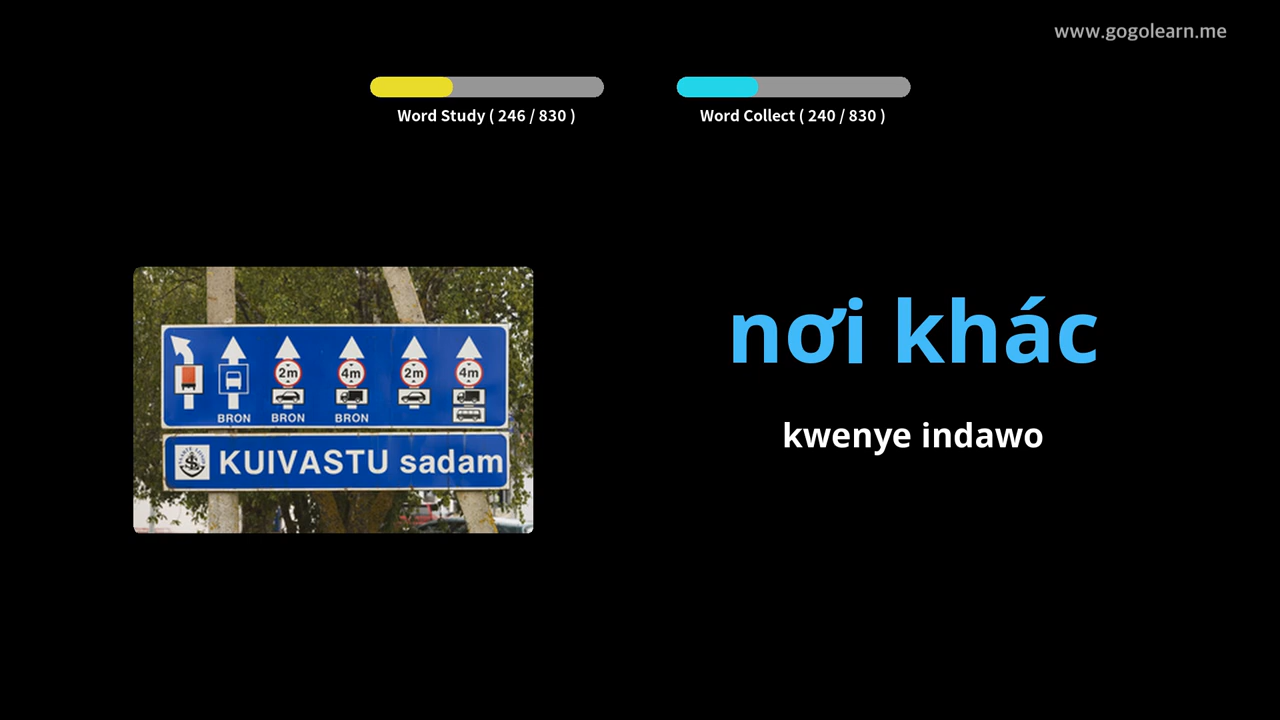 www.gogolearn.me
Word Study ( 246 / 830 )
Word Collect ( 240 / 830 )
nơi khác
kwenye indawo
2m 4m 2m 4m
BRON BRON BRON
KUIVASTU sadam